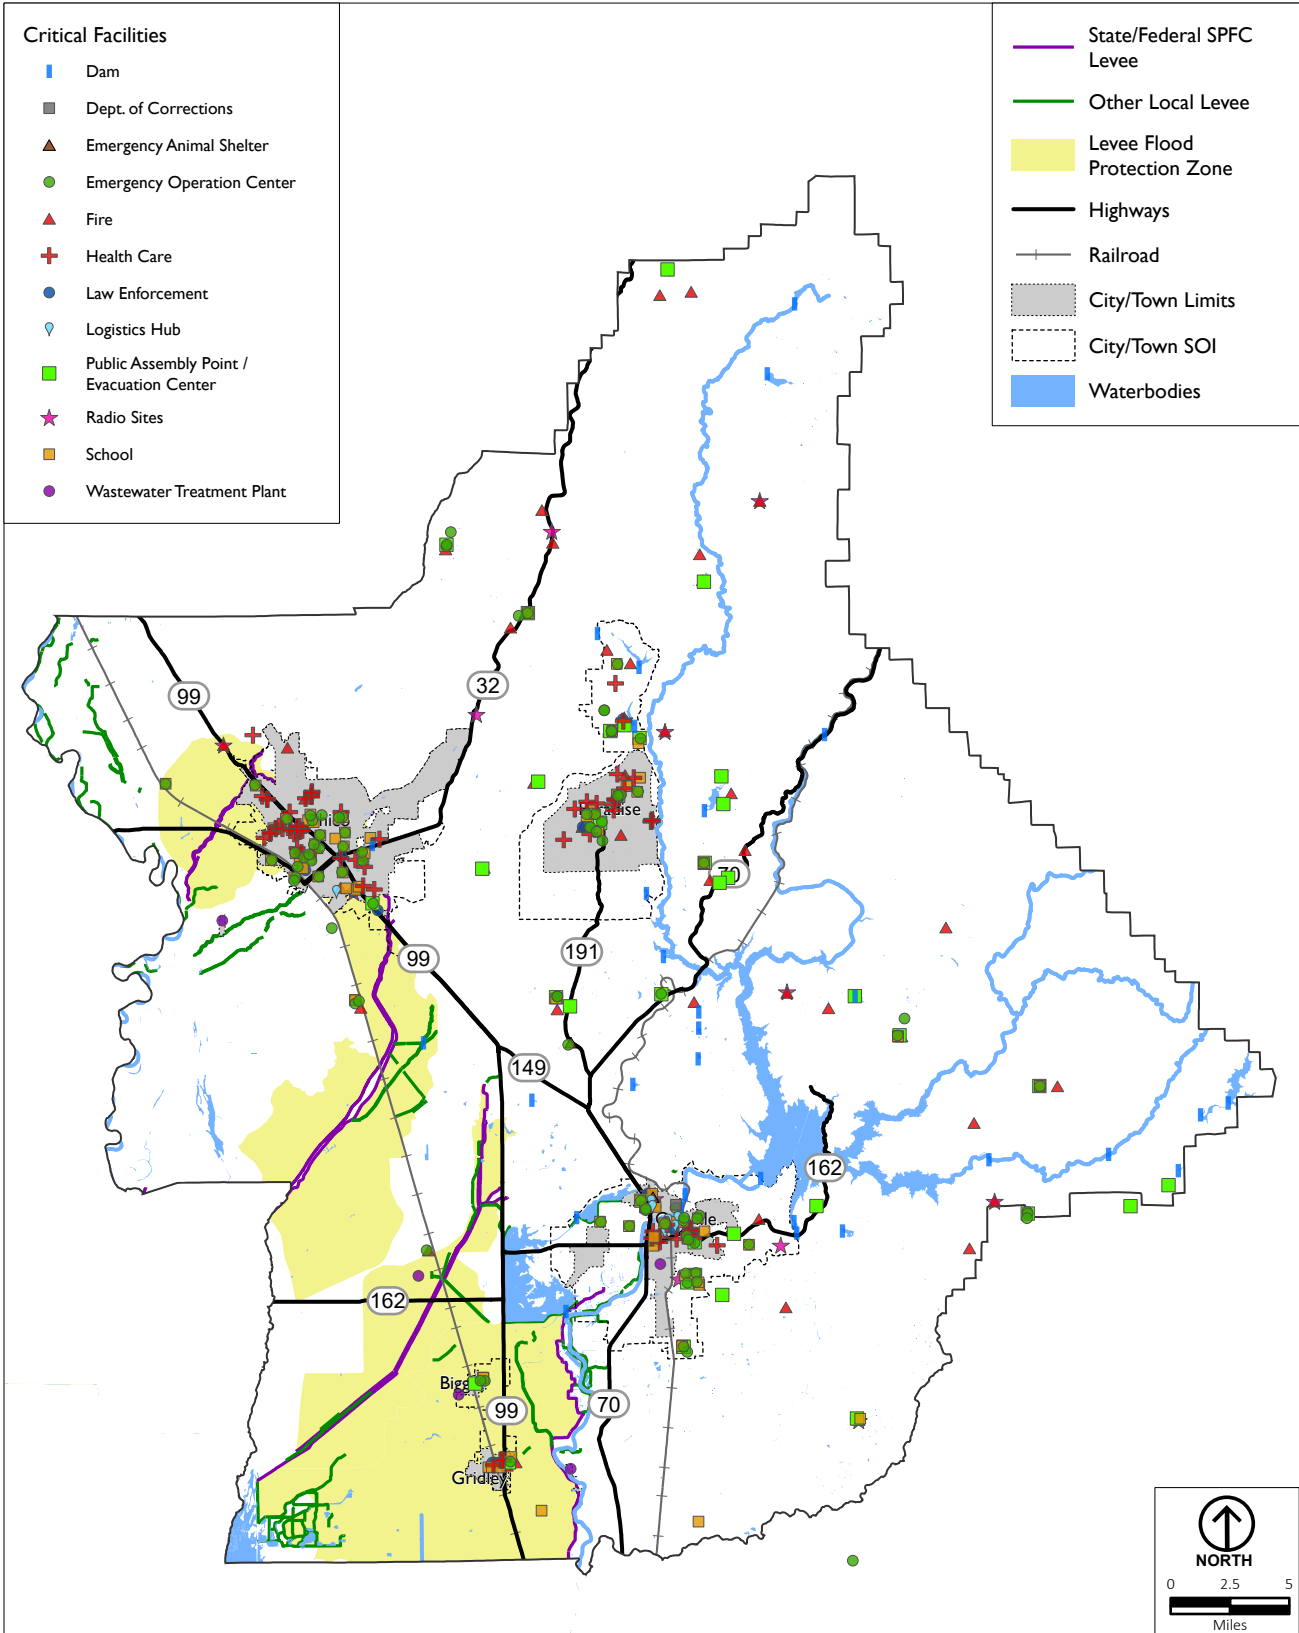 Critical Facilities
Dam
Dept. of Corrections
Emergency Animal Shelter
Emergency Operation Center
Fire
Health Care
Law Enforcement
Logistics Hub
Public Assembly Point /
Evacuation Center
Radio Sites
School
Wastewater Treatment Plant
State/Federal SPFC
Levee
Other Local Levee
Levee Flood
Protection Zone
Highways
Railroad
City/Town Limits
City/Town SOI
Waterbodies
99
32
70
191
99
149
162
162
99
70
Gridley
NORTH
0 2.5 5
Miles